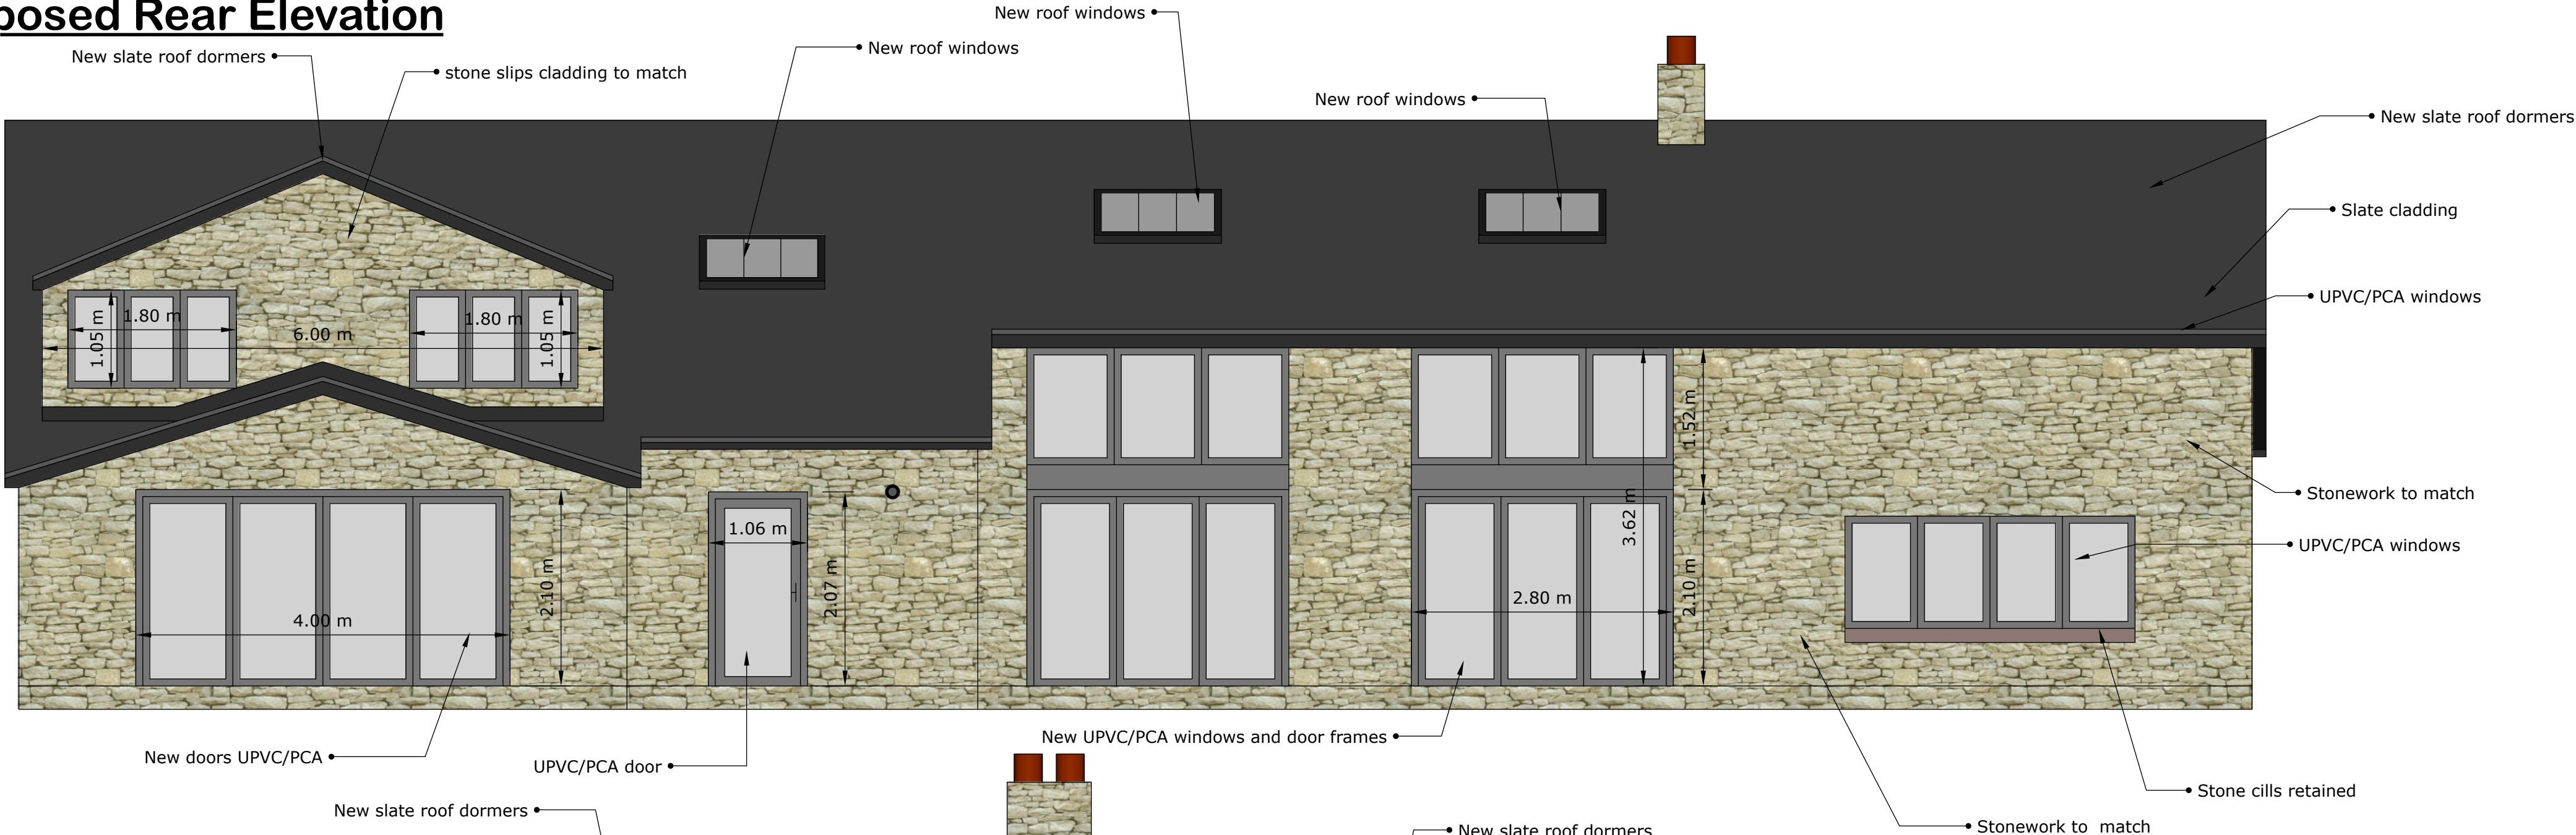 posed Rear Elevation
New roof windows
New roof windows
New slate roof dormers
stone slips cladding to match
New roof windows
New slate roof dormers
Slate cladding
UPVC/PCA windows
1.05 m
1.80 m
6.00 m
1.80 m
1.05 m
1.52 m
3.62 m
Stonework to match
1.06 m
UPVC/PCA windows
2.10 m
2.07 m
2.80 m
2.10 m
4.00 m
New UPVC/PCA windows and door frames
New doors UPVC/PCA
UPVC/PCA door
Stone cills retained
New slate roof dormers
New slate roof dormers
Stonework to  match